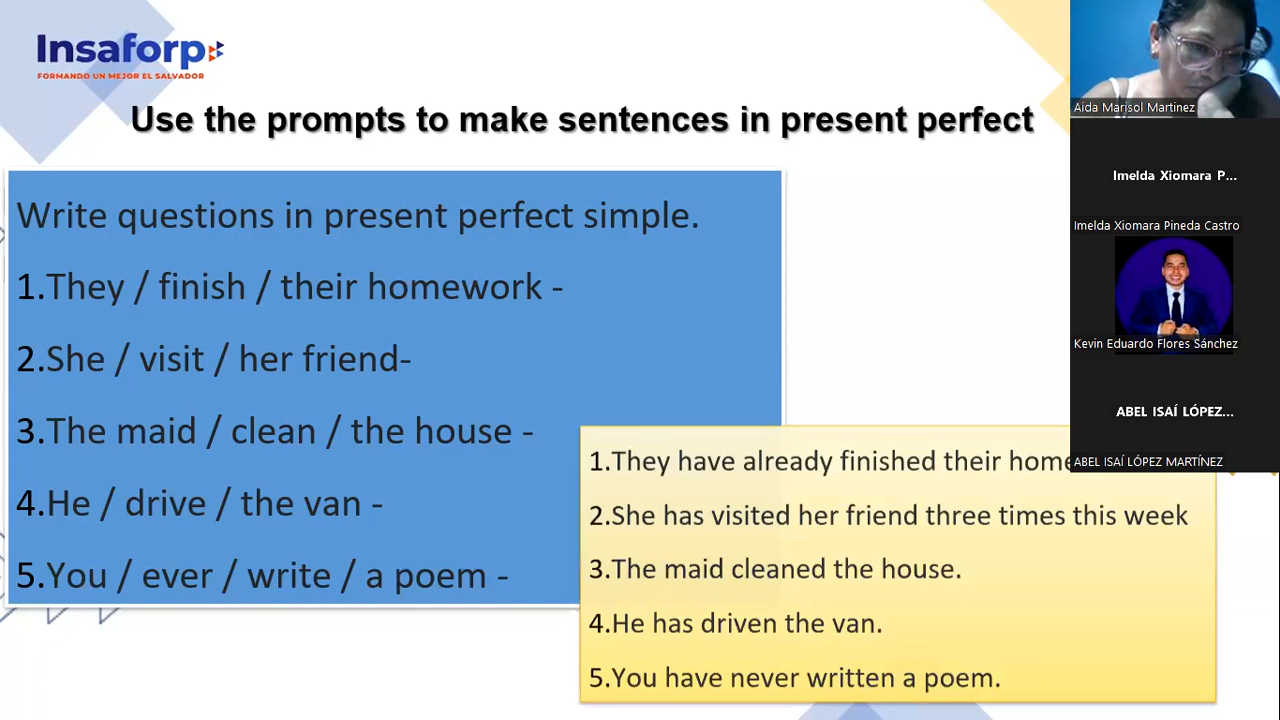 Insaforp
FORMANDO UN MEJOR EL SALVADOR
Use the prompts to make sentences in present perfect
Write questions in present perfect simple.
1.They / finish / their homework -
2.She / visit / her friend-
3.The maid / clean / the house -
4.He / drive / the van -
5.You / ever / write / a poem -
1.They have already finished their home
2.She has visited her friend three times this week
3.The maid cleaned the house.
4.He has driven the van.
5.You have never written a poem.
Aida Marisol Martinez
Imelda Xiomara P...
Imelda Xiomara Pineda Castro
Kevin Eduardo Flores Sánchez
ABEL ISAÍ LÓPEZ...
ABEL ISAÍ LÓPEZ MARTÍNEZ